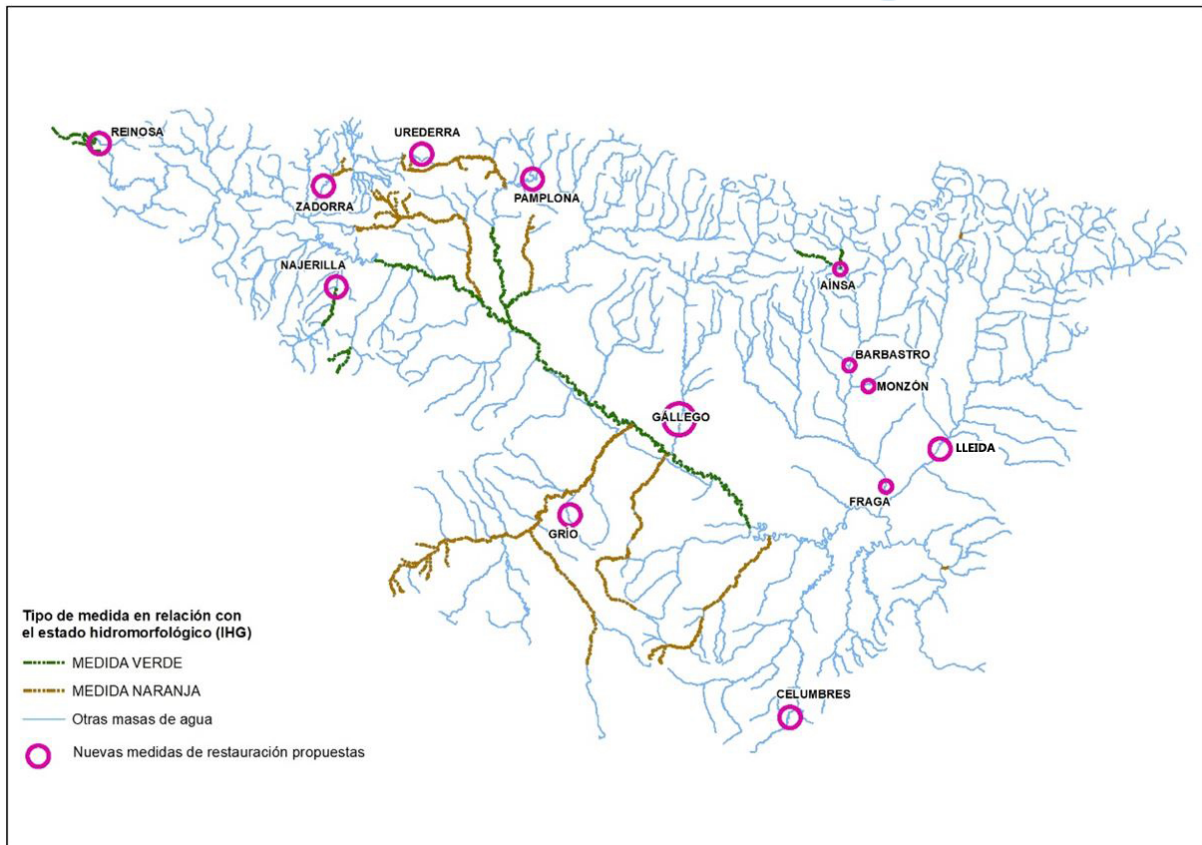 REINOSA
UREDERRA
ZADORRA
PAMPLONA
NAJERILLA
AÍNSA
BARBASTRO
MONZÓN
GÁLLEGO
LLEIDA
FRAGA
GRÍO
Tipo de medida en relación con
el estado hidromorfológico (IHG)
MEDIDA VERDE
MEDIDA NARANJA
Otras masas de agua
Nuevas medidas de restauración propuestas
CELUMBRES